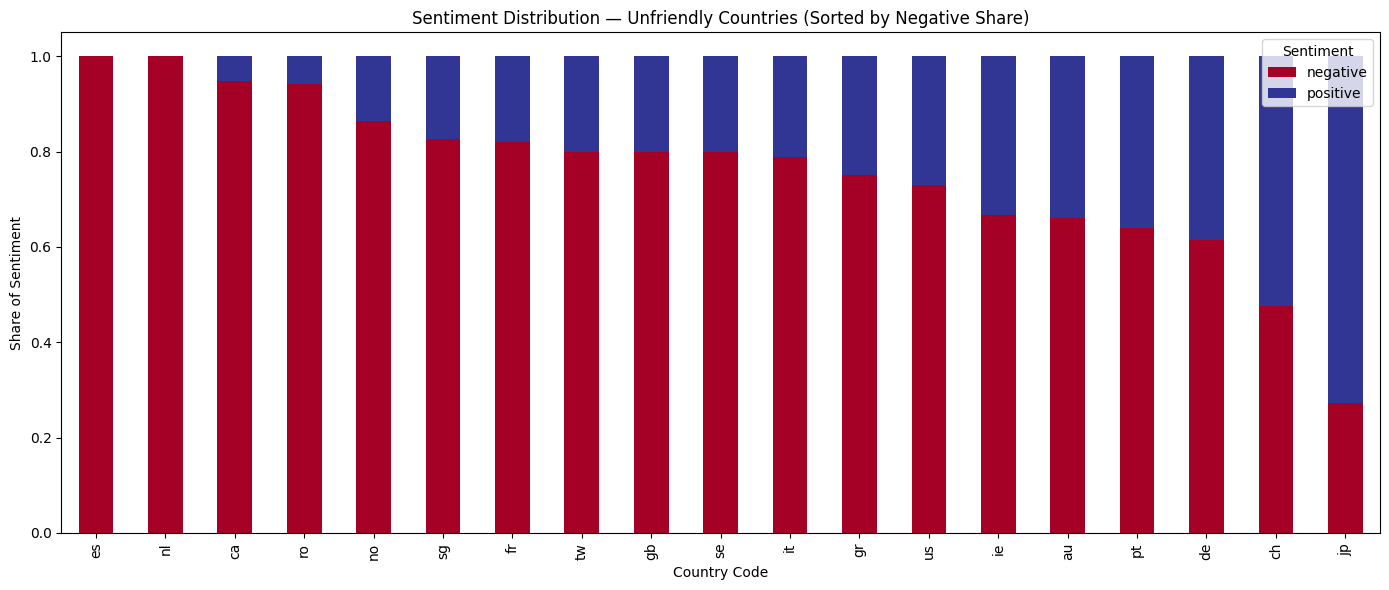 Sentiment Distribution — Unfriendly Countries (Sorted by Negative Share)
Share of Sentiment
1.0
0.8
0.6
0.4
0.2
0.0
Sentiment
negative
positive
es nl ca ro no sg fr tw gb se it gr us ie au pt de ch jp
Country Code